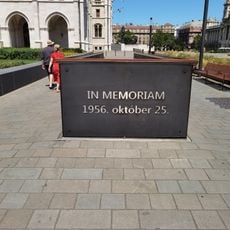 IN MEMORIAM
1956. október 25.